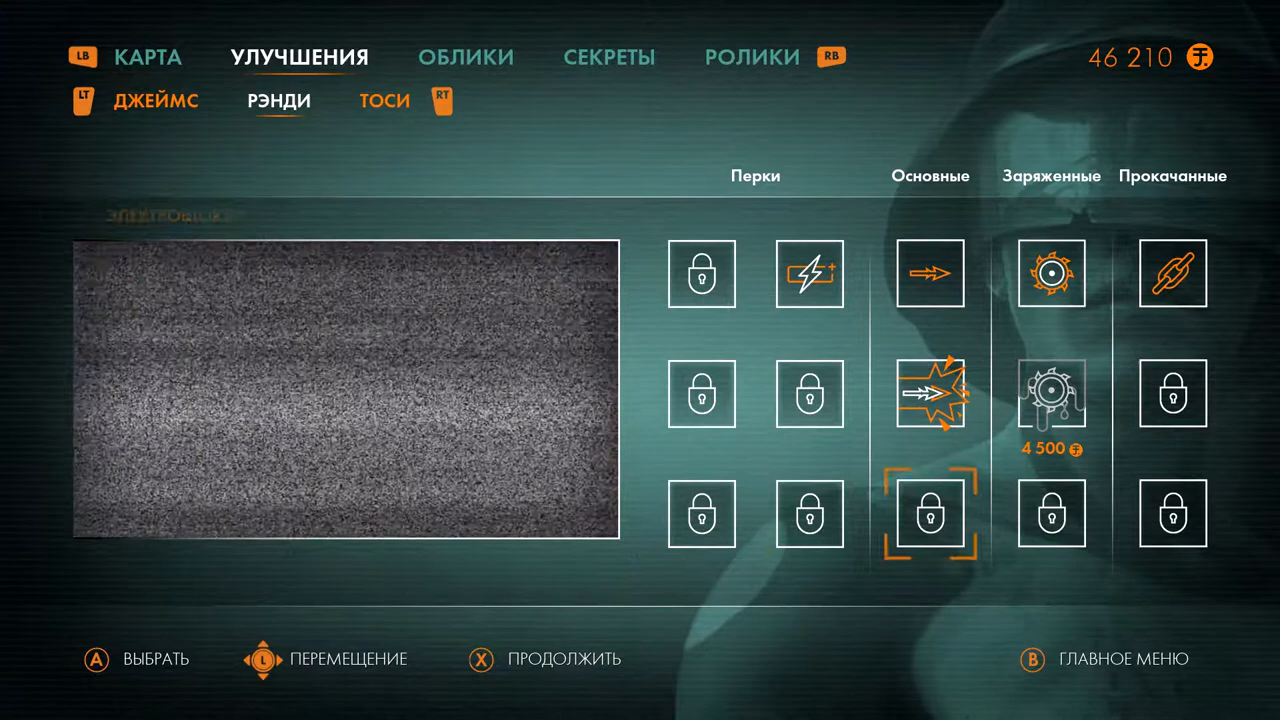 LB КАРТА УЛУЧШЕНИЯ ОБЛИКИ СЕКРЕТЫ РОЛИКИ RB 46 210
LT ДЖЕЙМС РЭНДИ ТОСИ RT
Перки Основные Заряженные Прокачанные
4 500
A ВЫБРАТЬ L ПЕРЕМЕЩЕНИЕ X ПРОДОЛЖИТЬ B ГЛАВНОЕ МЕНЮ